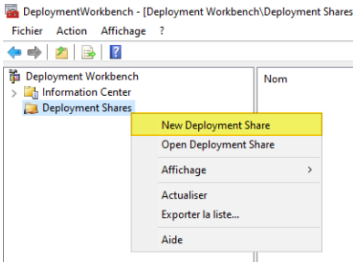 DeploymentWorkbench - [Deployment Workbench\Deployment Shares
Fichier Action Affichage ?
Deployment Workbench
Nom
Information Center
Deployment Shares
New Deployment Share
Open Deployment Share
Affichage >
Actualiser
Exporter la liste...
Aide